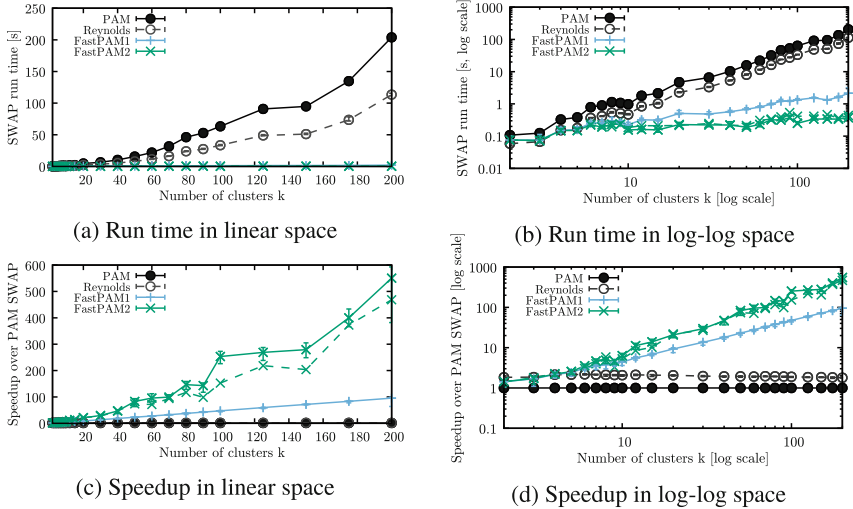 250
200
150
100
50
0
SWAP run time [s]
PAM
Reynolds
FastPAM1
FastPAM2
20 40 60 80 100 120 140 160 180 200
Number of clusters k
(a) Run time in linear space
1000
100
10
1
0.1
0.01
SWAP run time [s, log scale]
PAM
Reynolds
FastPAM1
FastPAM2
10 100
Number of clusters k [log scale]
(b) Run time in log-log space
600
500
400
300
200
100
0
Speedup over PAM SWAP
PAM
Reynolds
FastPAM1
FastPAM2
20 40 60 80 100 120 140 160 180 200
Number of clusters k
(c) Speedup in linear space
1000
100
10
1
0.1
Speedup over PAM SWAP [log scale]
PAM
Reynolds
FastPAM1
FastPAM2
10 100
Number of clusters k [log scale]
(d) Speedup in log-log space